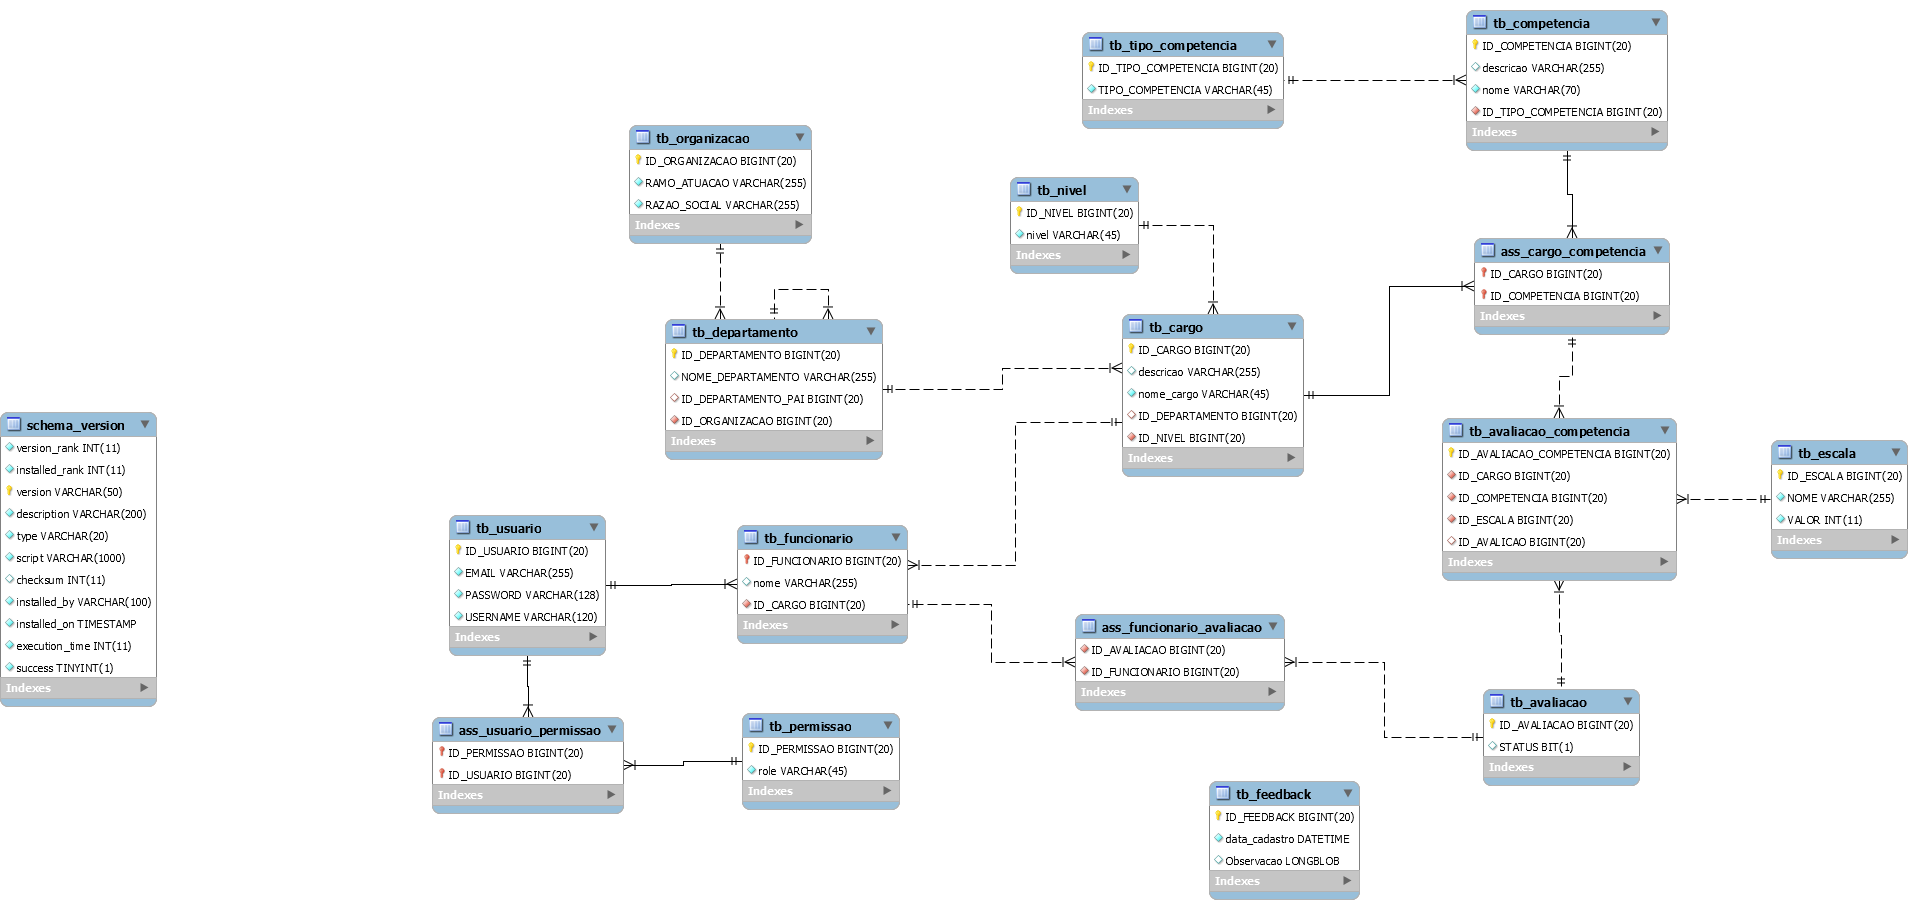 tb_competencia
ID_COMPETENCIA BIGINT(20)
descricao VARCHAR(255)
nome VARCHAR(70)
ID_TIPO_COMPETENCIA BIGINT(20)
Indexes
tb_tipo_competencia
ID_TIPO_COMPETENCIA BIGINT(20)
TIPO_COMPETENCIA VARCHAR(45)
Indexes
tb_organizacao
ID_ORGANIZACAO BIGINT(20)
RAMO_ATUACAO VARCHAR(255)
RAZAO_SOCIAL VARCHAR(255)
Indexes
tb_nivel
ID_NIVEL BIGINT(20)
nivel VARCHAR(45)
Indexes
ass_cargo_competencia
ID_CARGO BIGINT(20)
ID_COMPETENCIA BIGINT(20)
Indexes
tb_departamento
ID_DEPARTAMENTO BIGINT(20)
NOME_DEPARTAMENTO VARCHAR(255)
ID_DEPARTAMENTO_PAI BIGINT(20)
ID_ORGANIZACAO BIGINT(20)
Indexes
tb_cargo
ID_CARGO BIGINT(20)
descricao VARCHAR(255)
nome_cargo VARCHAR(45)
ID_DEPARTAMENTO BIGINT(20)
ID_NIVEL BIGINT(20)
Indexes
schema_version
version_rank INT(11)
installed_rank INT(11)
version VARCHAR(50)
description VARCHAR(200)
type VARCHAR(20)
script VARCHAR(1000)
checksum INT(11)
installed_by VARCHAR(100)
installed_on TIMESTAMP
execution_time INT(11)
success TINYINT(1)
Indexes
tb_avaliacao_competencia
ID_AVALIACAO_COMPETENCIA BIGINT(20)
ID_CARGO BIGINT(20)
ID_COMPETENCIA BIGINT(20)
ID_ESCALA BIGINT(20)
ID_AVALICAO BIGINT(20)
Indexes
tb_escala
ID_ESCALA BIGINT(20)
NOME VARCHAR(255)
VALOR INT(11)
Indexes
tb_usuario
ID_USUARIO BIGINT(20)
EMAIL VARCHAR(255)
PASSWORD VARCHAR(128)
USERNAME VARCHAR(120)
Indexes
tb_funcionario
ID_FUNCIONARIO BIGINT(20)
nome VARCHAR(255)
ID_CARGO BIGINT(20)
Indexes
ass_funcionario_avaliacao
ID_AVALIACAO BIGINT(20)
ID_FUNCIONARIO BIGINT(20)
Indexes
tb_avaliacao
ID_AVALIACAO BIGINT(20)
STATUS BIT(1)
Indexes
ass_usuario_permissao
ID_PERMISSAO BIGINT(20)
ID_USUARIO BIGINT(20)
Indexes
tb_permissao
ID_PERMISSAO BIGINT(20)
role VARCHAR(45)
Indexes
tb_feedback
ID_FEEDBACK BIGINT(20)
data_cadastro DATETIME
Observacao LONGBLOB
Indexes